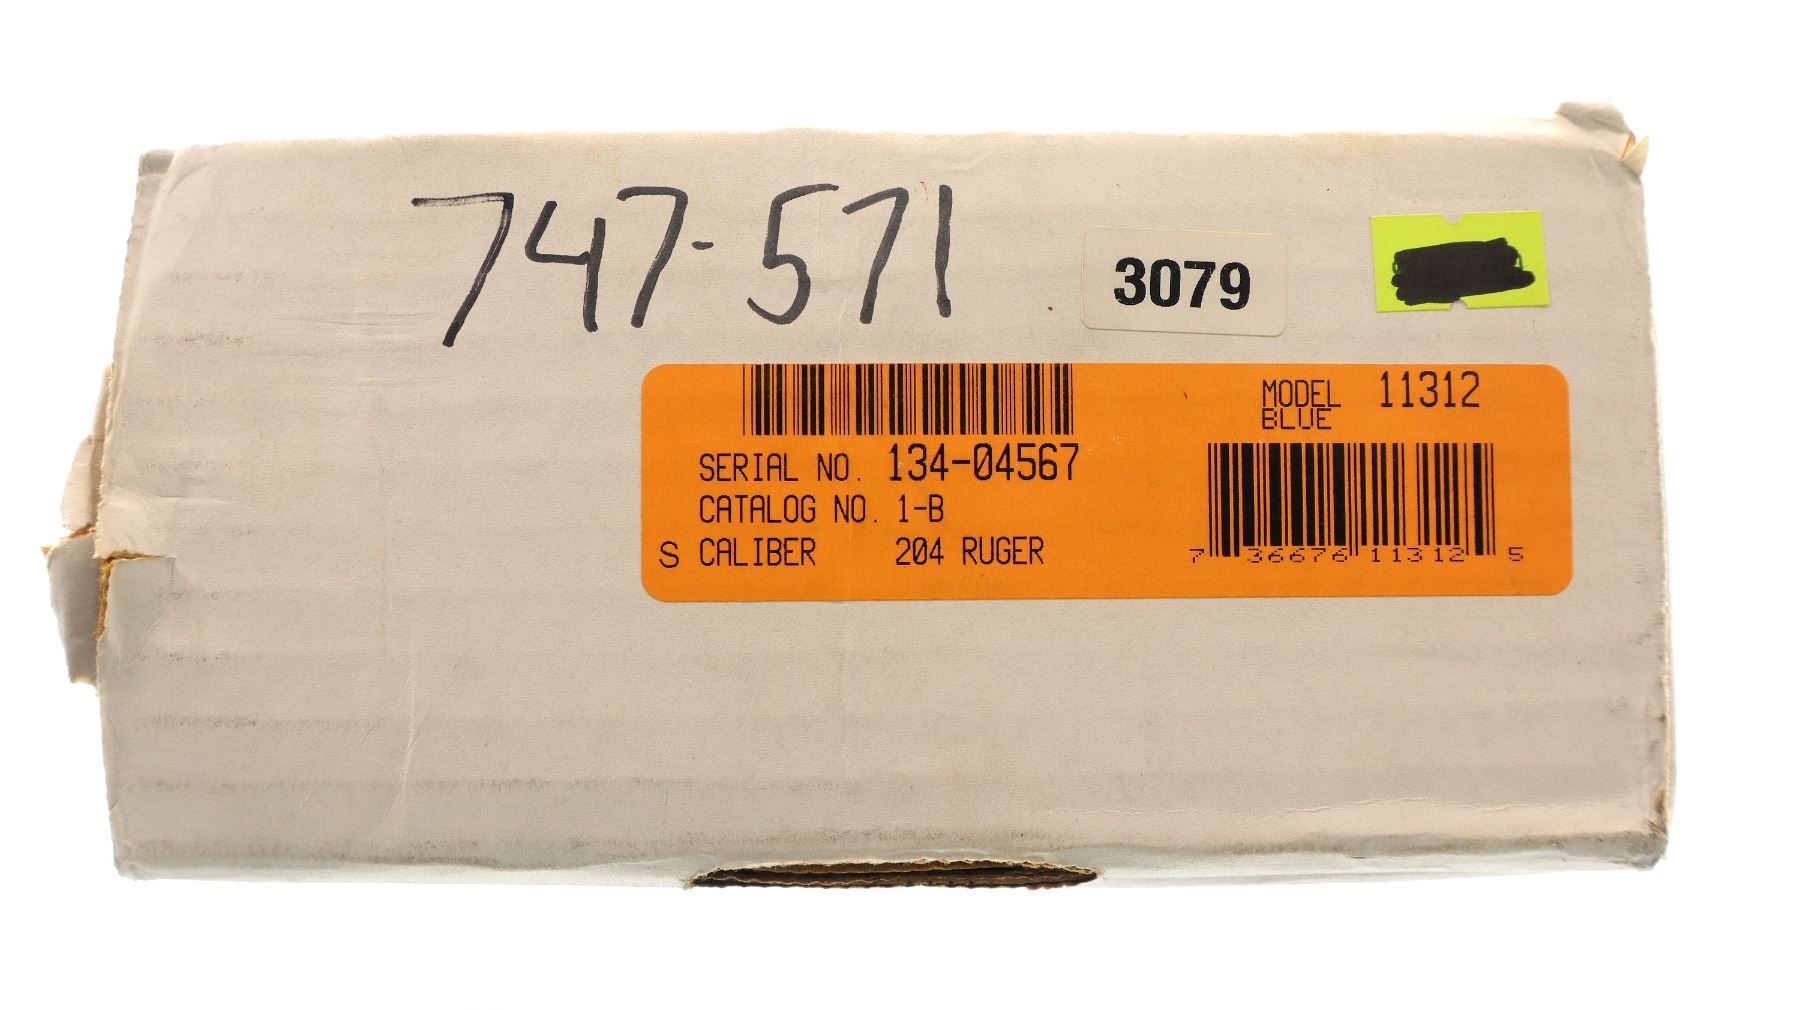 747-571
3079
MODEL 11312
BLUE
SERIAL NO. 134-04567
CATALOG NO. 1-B
S CALIBER 204 RUGER
7 36676 11312 5